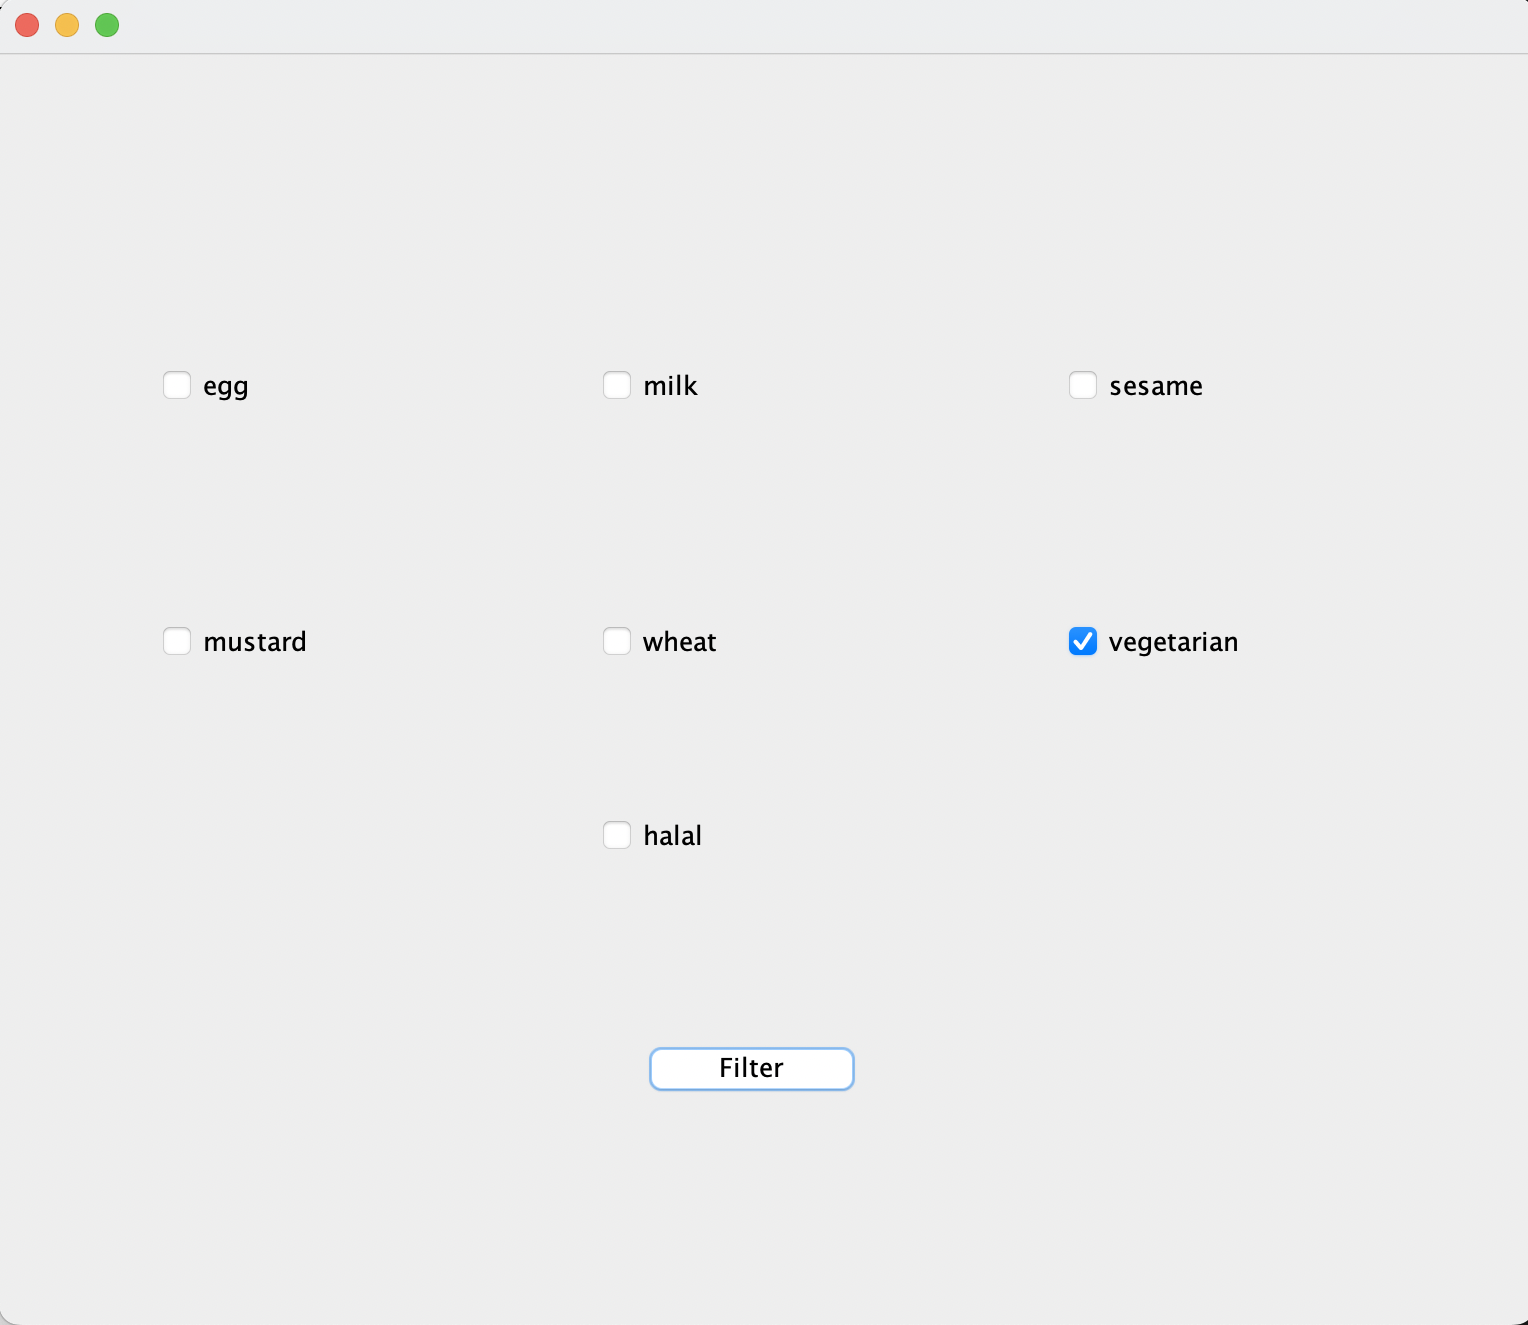 egg
milk
sesame
mustard
wheat
vegetarian
halal
Filter